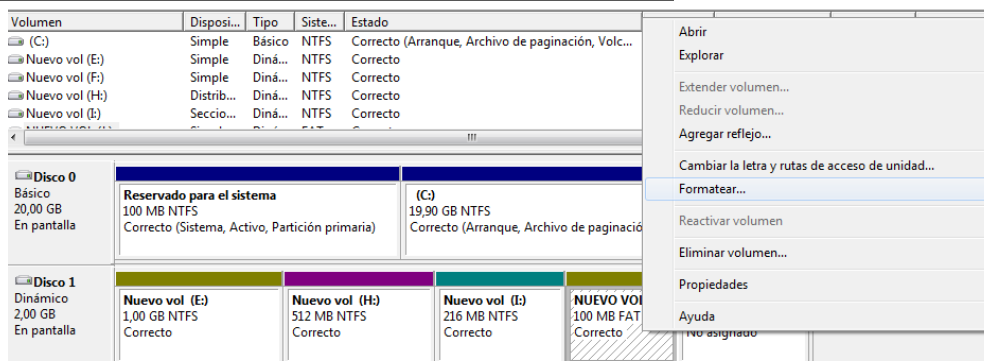 Volumen Disposi... Tipo Siste... Estado
(C:) Simple Básico NTFS Correcto (Arranque, Archivo de paginación, Volc...
Nuevo vol (E:) Simple Diná... NTFS Correcto
Nuevo vol (F:) Simple Diná... NTFS Correcto
Nuevo vol (H:) Distrib... Diná... NTFS Correcto
Nuevo vol (I:) Seccio... Diná... NTFS Correcto
Abrir
Explorar
Extender volumen...
Reducir volumen...
Agregar reflejo...
Cambiar la letra y rutas de acceso de unidad...
Formatear...
Reactivar volumen
Eliminar volumen...
Propiedades
Ayuda
Disco 0
Básico
20,00 GB
En pantalla
Reservado para el sistema
100 MB NTFS
Correcto (Sistema, Activo, Partición primaria)
(C:)
19,90 GB NTFS
Correcto (Arranque, Archivo de paginació
Disco 1
Dinámico
2,00 GB
En pantalla
Nuevo vol (E:)
1,00 GB NTFS
Correcto
Nuevo vol (H:)
512 MB NTFS
Correcto
Nuevo vol (I:)
216 MB NTFS
Correcto
NUEVO VOL
100 MB FAT
Correcto
No asignado